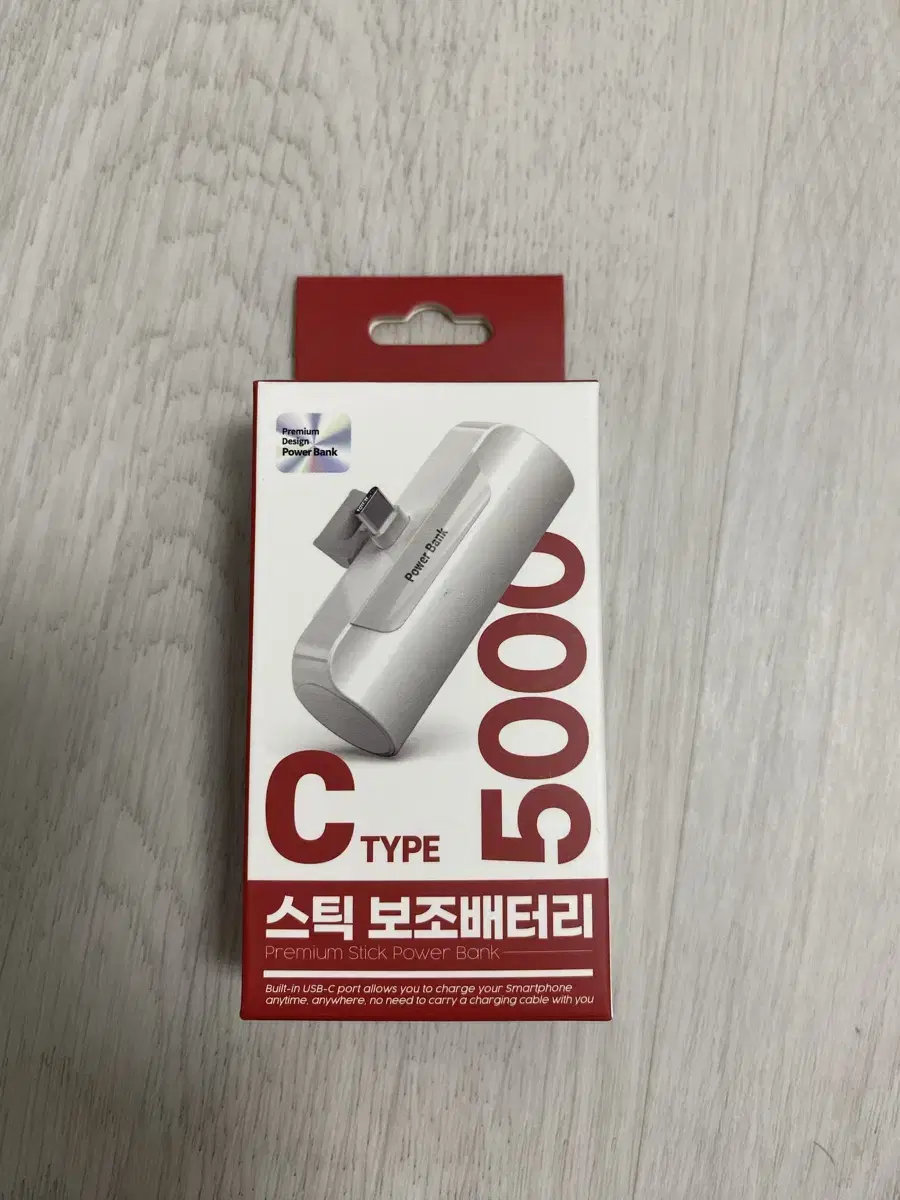 Premium
Design
Power Bank
Power Bank
5000
C TYPE
스틱 보조배터리
Premium Stick Power Bank
Built-in USB-C port allows you to charge your Smartphone
anytime, anywhere, no need to carry a charging cable with you